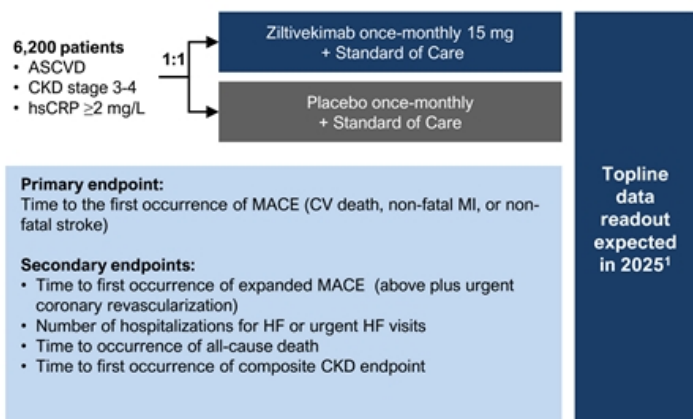 6,200 patients
• ASCVD
• CKD stage 3-4
• hsCRP ≥2 mg/L
1:1
Ziltivekimab once-monthly 15 mg
+ Standard of Care
Placebo once-monthly
+ Standard of Care
Primary endpoint:
Time to the first occurrence of MACE (CV death, non-fatal MI, or non-
fatal stroke)
Secondary endpoints:
• Time to first occurrence of expanded MACE (above plus urgent
coronary revascularization)
• Number of hospitalizations for HF or urgent HF visits
• Time to occurrence of all-cause death
• Time to first occurrence of composite CKD endpoint
Topline
data
readout
expected
in 2025¹